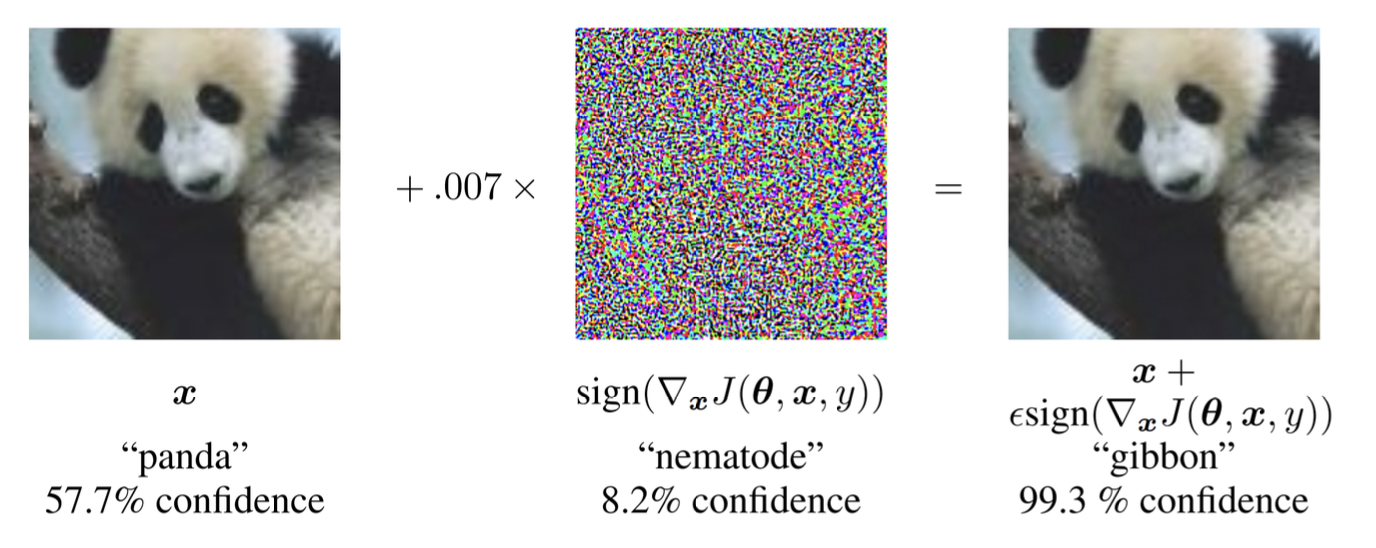 + .007 ×
=
x
sign(∇ₓJ(θ, x, y))
x +
ϵsign(∇ₓJ(θ, x, y))
“panda”
“nematode”
“gibbon”
57.7% confidence
8.2% confidence
99.3 % confidence